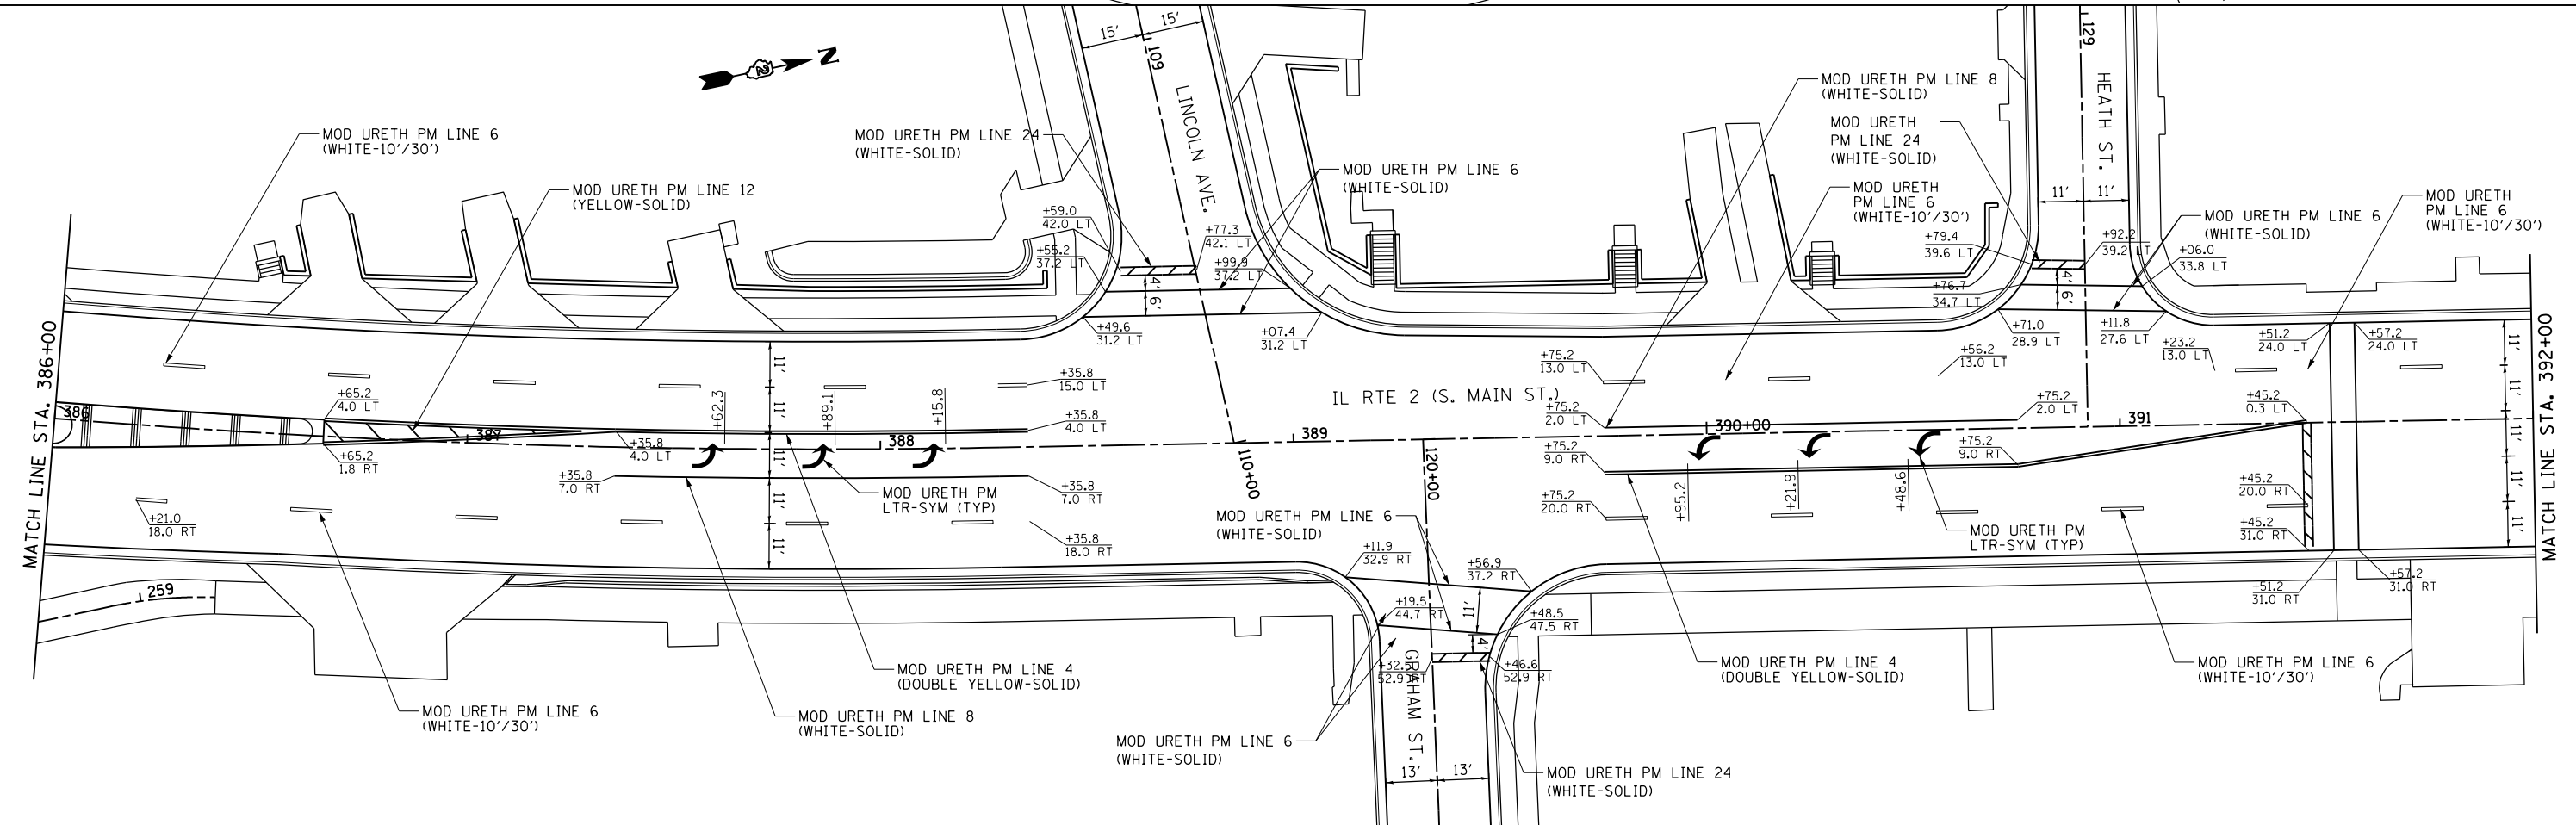 15'
15'
109
LINCOLN AVE.
N
2
129
HEATH ST.
11'
11'
MOD URETH PM LINE 6
(WHITE-10'/30')
MOD URETH PM LINE 12
(YELLOW-SOLID)
MOD URETH PM LINE 24
(WHITE-SOLID)
MOD URETH PM LINE 6
(WHITE-SOLID)
MOD URETH PM LINE 8
(WHITE-SOLID)
MOD URETH
PM LINE 24
(WHITE-SOLID)
MOD URETH
PM LINE 6
(WHITE-10'/30')
MOD URETH PM LINE 6
(WHITE-SOLID)
MOD URETH
PM LINE 6
(WHITE-10'/30')
+59.0
42.0 LT
+55.2
37.2 LT
+77.3
42.1 LT
+99.9
37.2 LT
4'
6'
+49.6
31.2 LT
+07.4
31.2 LT
+79.4
39.6 LT
+76.7
34.7 LT
+92.2
39.2 LT
+06.0
33.8 LT
4'
6'
+71.0
28.9 LT
+11.8
27.6 LT
+23.2
13.0 LT
+51.2
24.0 LT
+57.2
24.0 LT
MATCH LINE STA. 386+00
386
+65.2
4.0 LT
+65.2
1.8 RT
387
+35.8
4.0 LT
+62.3
11'
11'
11'
11'
11'
+89.1
388
+15.8
+35.8
15.0 LT
+35.8
4.0 LT
IL RTE 2 (S. MAIN ST.)
389
110+00
120+00
+75.2
13.0 LT
+75.2
2.0 LT
+75.2
9.0 RT
+75.2
20.0 RT
390+00
+56.2
13.0 LT
+75.2
2.0 LT
+75.2
9.0 RT
391
+45.2
0.3 LT
+45.2
20.0 RT
+45.2
31.0 RT
11'
11'
11'
11'
11'
MATCH LINE STA. 392+00
+21.0
18.0 RT
+35.8
7.0 RT
MOD URETH PM
LTR-SYM (TYP)
+35.8
7.0 RT
+35.8
18.0 RT
MOD URETH PM LINE 6
(WHITE-SOLID)
+95.2
+21.9
+48.6
MOD URETH PM
LTR-SYM (TYP)
+11.9
32.9 RT
+56.9
37.2 RT
+19.5
44.7 RT
11'
+48.5
47.5 RT
4'
+32.5
52.9 RT
+46.6
52.9 RT
+51.2
31.0 RT
+57.2
31.0 RT
259
GRAHAM ST.
13'
13'
MOD URETH PM LINE 4
(DOUBLE YELLOW-SOLID)
MOD URETH PM LINE 4
(DOUBLE YELLOW-SOLID)
MOD URETH PM LINE 6
(WHITE-10'/30')
MOD URETH PM LINE 6
(WHITE-10'/30')
MOD URETH PM LINE 8
(WHITE-SOLID)
MOD URETH PM LINE 6
(WHITE-SOLID)
MOD URETH PM LINE 24
(WHITE-SOLID)